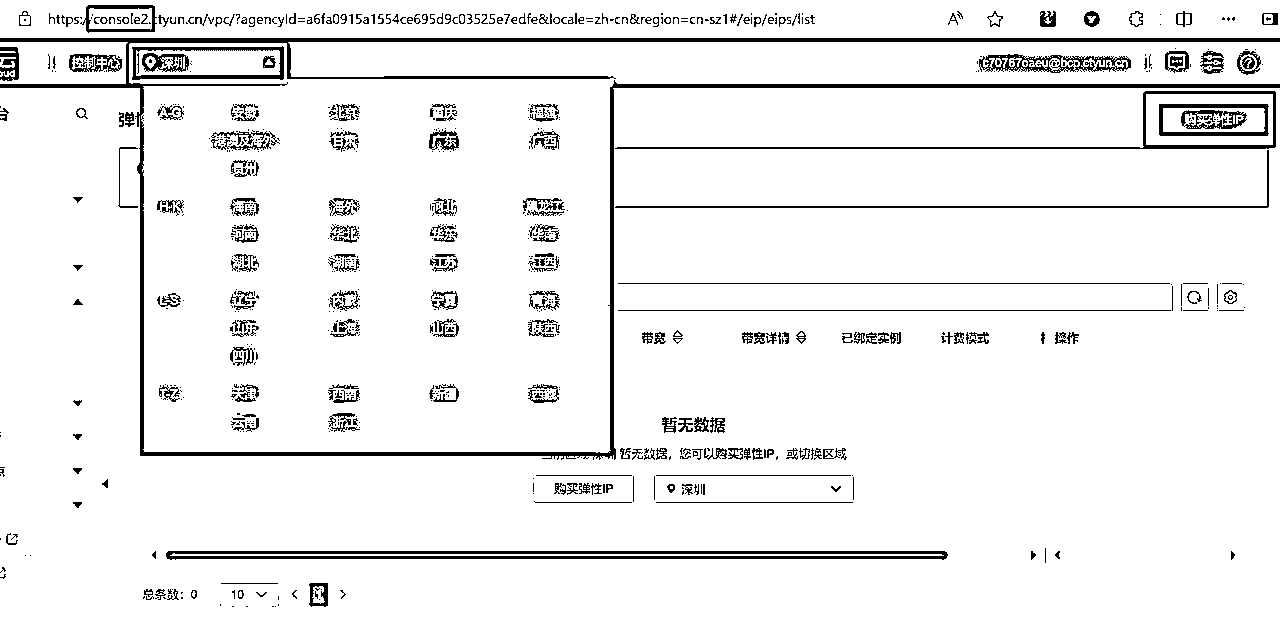 https://console2.ctyun.cn/vpc/?agencyId=a6fa0915a1554ce695d9c03525e7edfe&locale=zh-cn&region=cn-sz1#/eip/eips/list
控制中心 深圳 c70767oaeu@bcp.ctyun.cn
弹性 购买弹性IP
A-G 安徽 北京 重庆 福建
港澳及海外 甘肃 广东 广西
贵州
H-K 海南 海外 河北 黑龙江
河南 华北 华东 华南
湖北 湖南 江苏 江西
L-S 辽宁 内蒙 宁夏 青海
山东 上海 山西 陕西
四川
T-Z 天津 西南 新疆 西藏
云南 浙江
带宽 带宽详情 已绑定实例 计费模式 操作
暂无数据
当前区域 深圳 暂无数据，您可以购买弹性IP，或切换区域
购买弹性IP 深圳
总条数：0 10 1